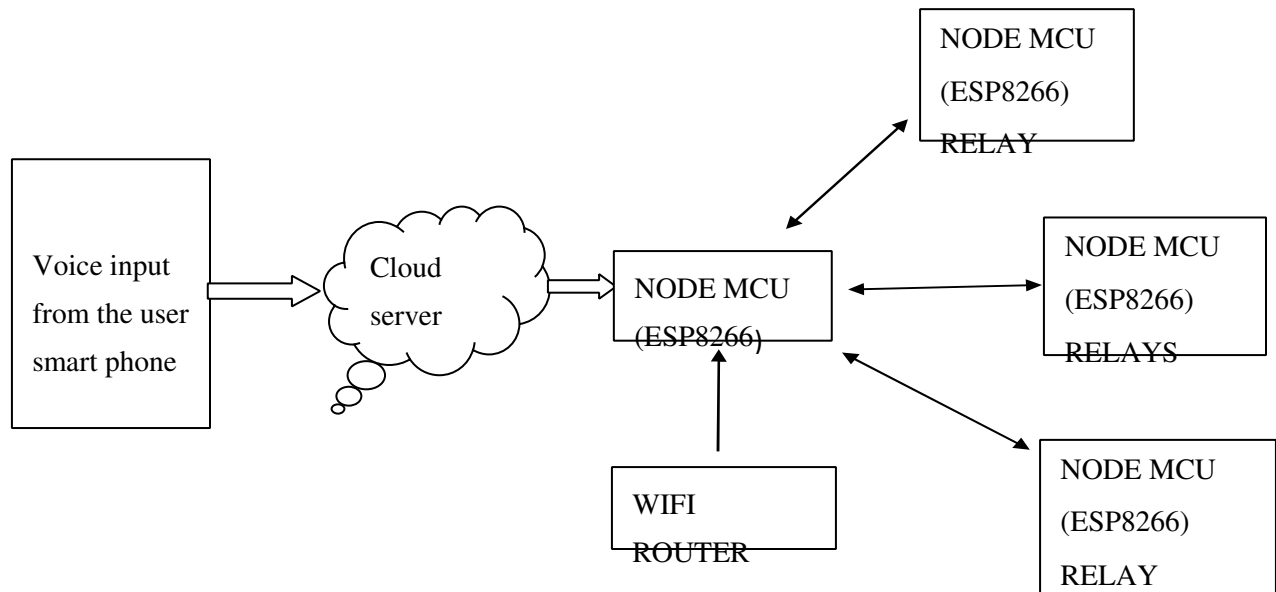 NODE MCU
(ESP8266)
RELAY
Voice input
from the user
smart phone
Cloud
server
NODE MCU
(ESP8266)
NODE MCU
(ESP8266)
RELAYS
WIFI
ROUTER
NODE MCU
(ESP8266)
RELAY